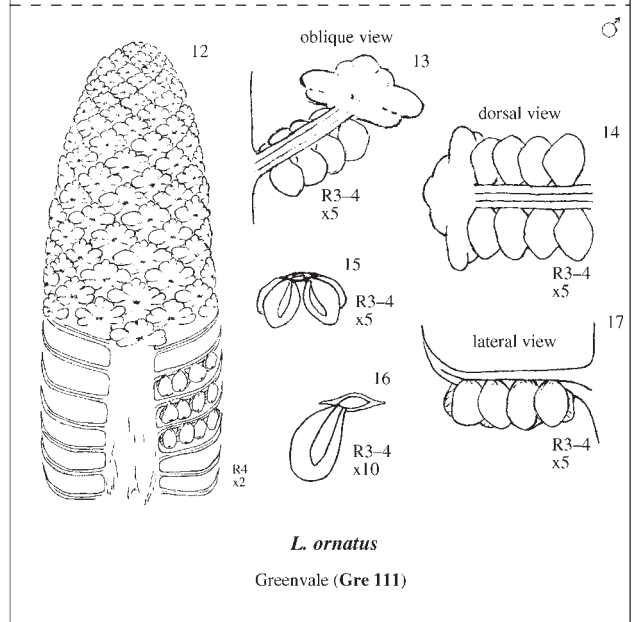 ♂
12
oblique view
13
R3–4
x5
dorsal view
14
R3–4
x5
15
R3–4
x5
16
R3–4
x10
17
lateral view
R3–4
x5
R4
x2
L. ornatus
Greenvale (Gre 111)